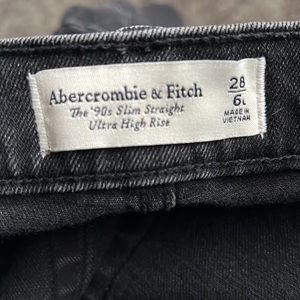 Abercrombie & Fitch
The '90s Slim Straight
Ultra High Rise
28
6L
MADE IN
VIETNAM